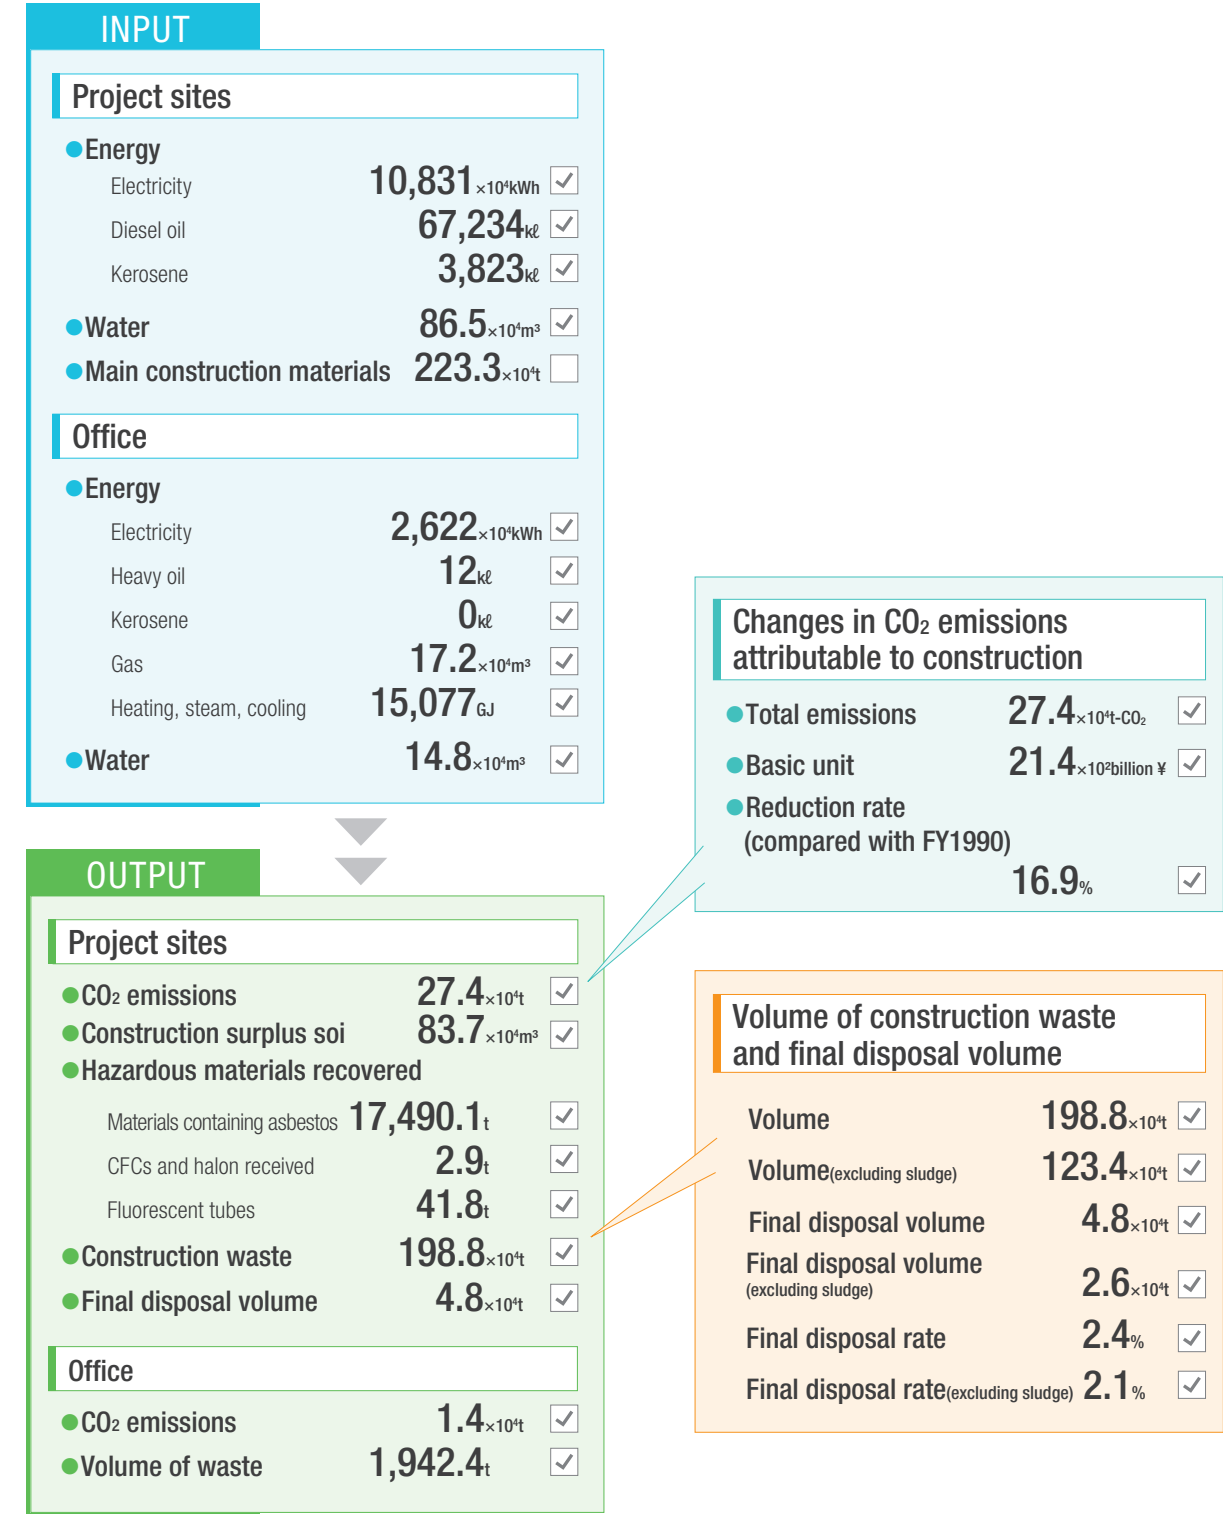 INPUT
Project sites
●Energy
Electricity 10,831×10⁴kWh
Diesel oil 67,234kℓ
Kerosene 3,823kℓ
●Water 86.5×10⁴m³
●Main construction materials 223.3×10⁴t
Office
●Energy
Electricity 2,622×10⁴kWh
Heavy oil 12kℓ
Kerosene 0kℓ
Gas 17.2×10⁴m³
Heating, steam, cooling 15,077GJ
●Water 14.8×10⁴m³
OUTPUT
Project sites
●CO₂ emissions 27.4×10⁴t
●Construction surplus soi 83.7×10⁴m³
●Hazardous materials recovered
Materials containing asbestos 17,490.1t
CFCs and halon received 2.9t
Fluorescent tubes 41.8t
●Construction waste 198.8×10⁴t
●Final disposal volume 4.8×10⁴t
Office
●CO₂ emissions 1.4×10⁴t
●Volume of waste 1,942.4t
Changes in CO₂ emissions
attributable to construction
●Total emissions 27.4×10⁴t-CO₂
●Basic unit 21.4×10²billion ¥
●Reduction rate
(compared with FY1990)
16.9%
Volume of construction waste
and final disposal volume
Volume 198.8×10⁴t
Volume(excluding sludge) 123.4×10⁴t
Final disposal volume 4.8×10⁴t
Final disposal volume
(excluding sludge) 2.6×10⁴t
Final disposal rate 2.4%
Final disposal rate(excluding sludge) 2.1%